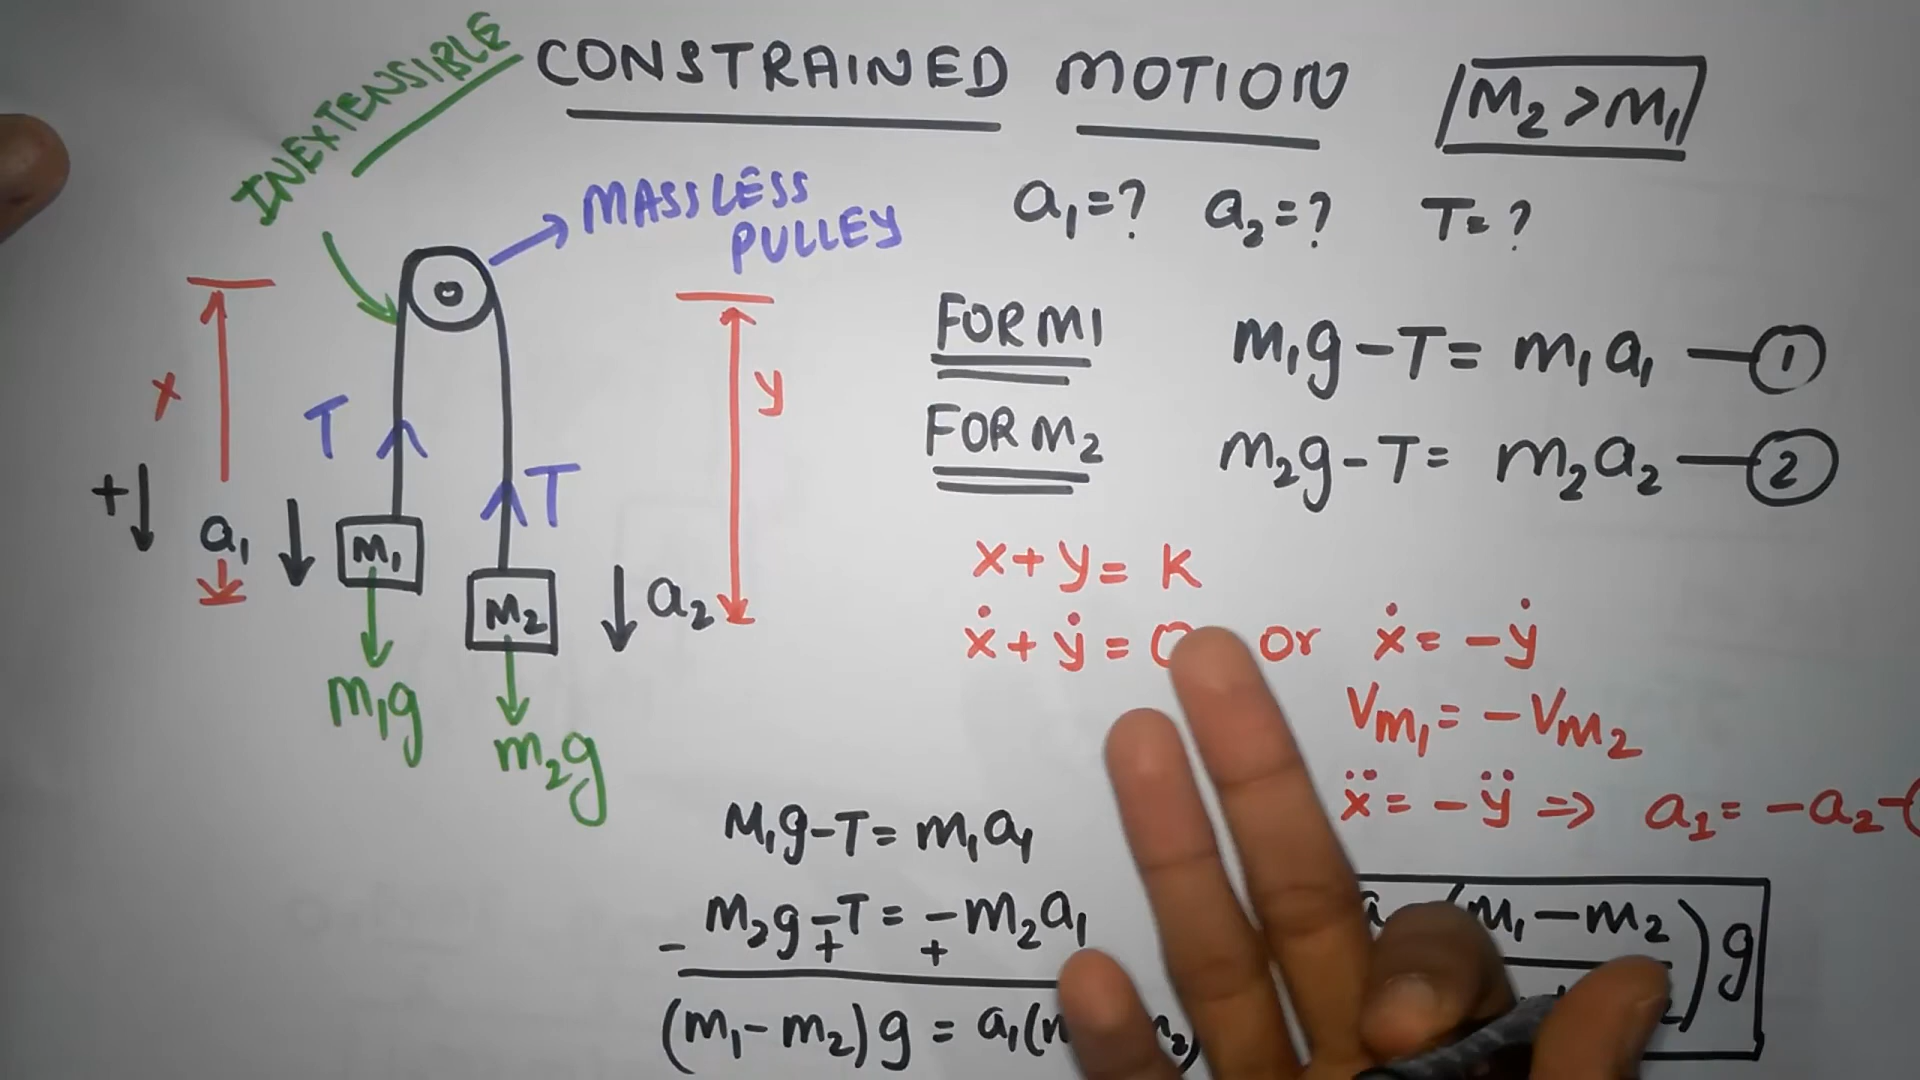 INEXTENSIBLE
CONSTRAINED MOTION
M₂ > M₁
MASSLESS
PULLEY
a₁=? a₂=? T=?
x
y
T
T
+↓ a₁
M₁
M₂
a₂
m₁g
m₂g
FOR M1
m₁g-T= m₁a₁ —①
FOR M₂
m₂g-T= m₂a₂ —②
x+y= K
ẋ+ẏ= 0 or ẋ= -ẏ
Vm₁= -Vm₂
ẍ= -ÿ ⇒ a₁= -a₂-
M₁g-T= m₁a₁
- m₂g-T= -m₂a₁
+ +
(m₁-m₂)g = a₁(
m₁-m₂
)g